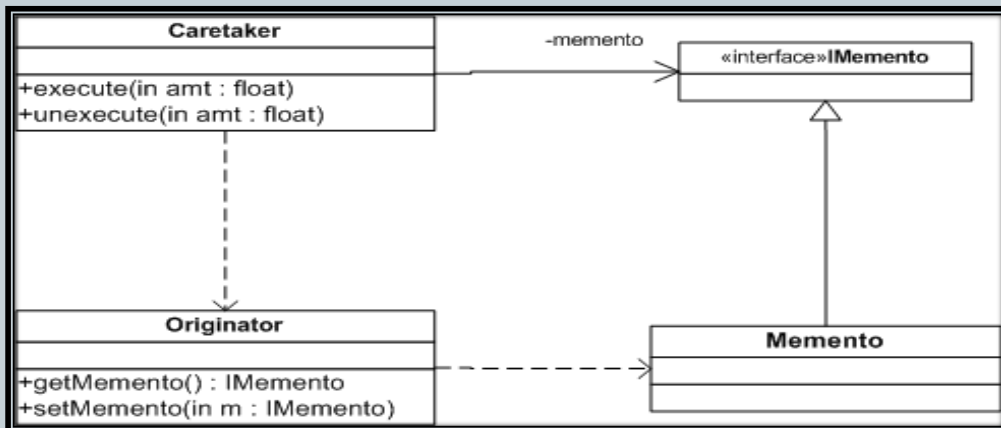 Caretaker
+execute(in amt : float)
+unexecute(in amt : float)
-memento
«interface»IMemento
Originator
+getMemento() : IMemento
+setMemento(in m : IMemento)
Memento